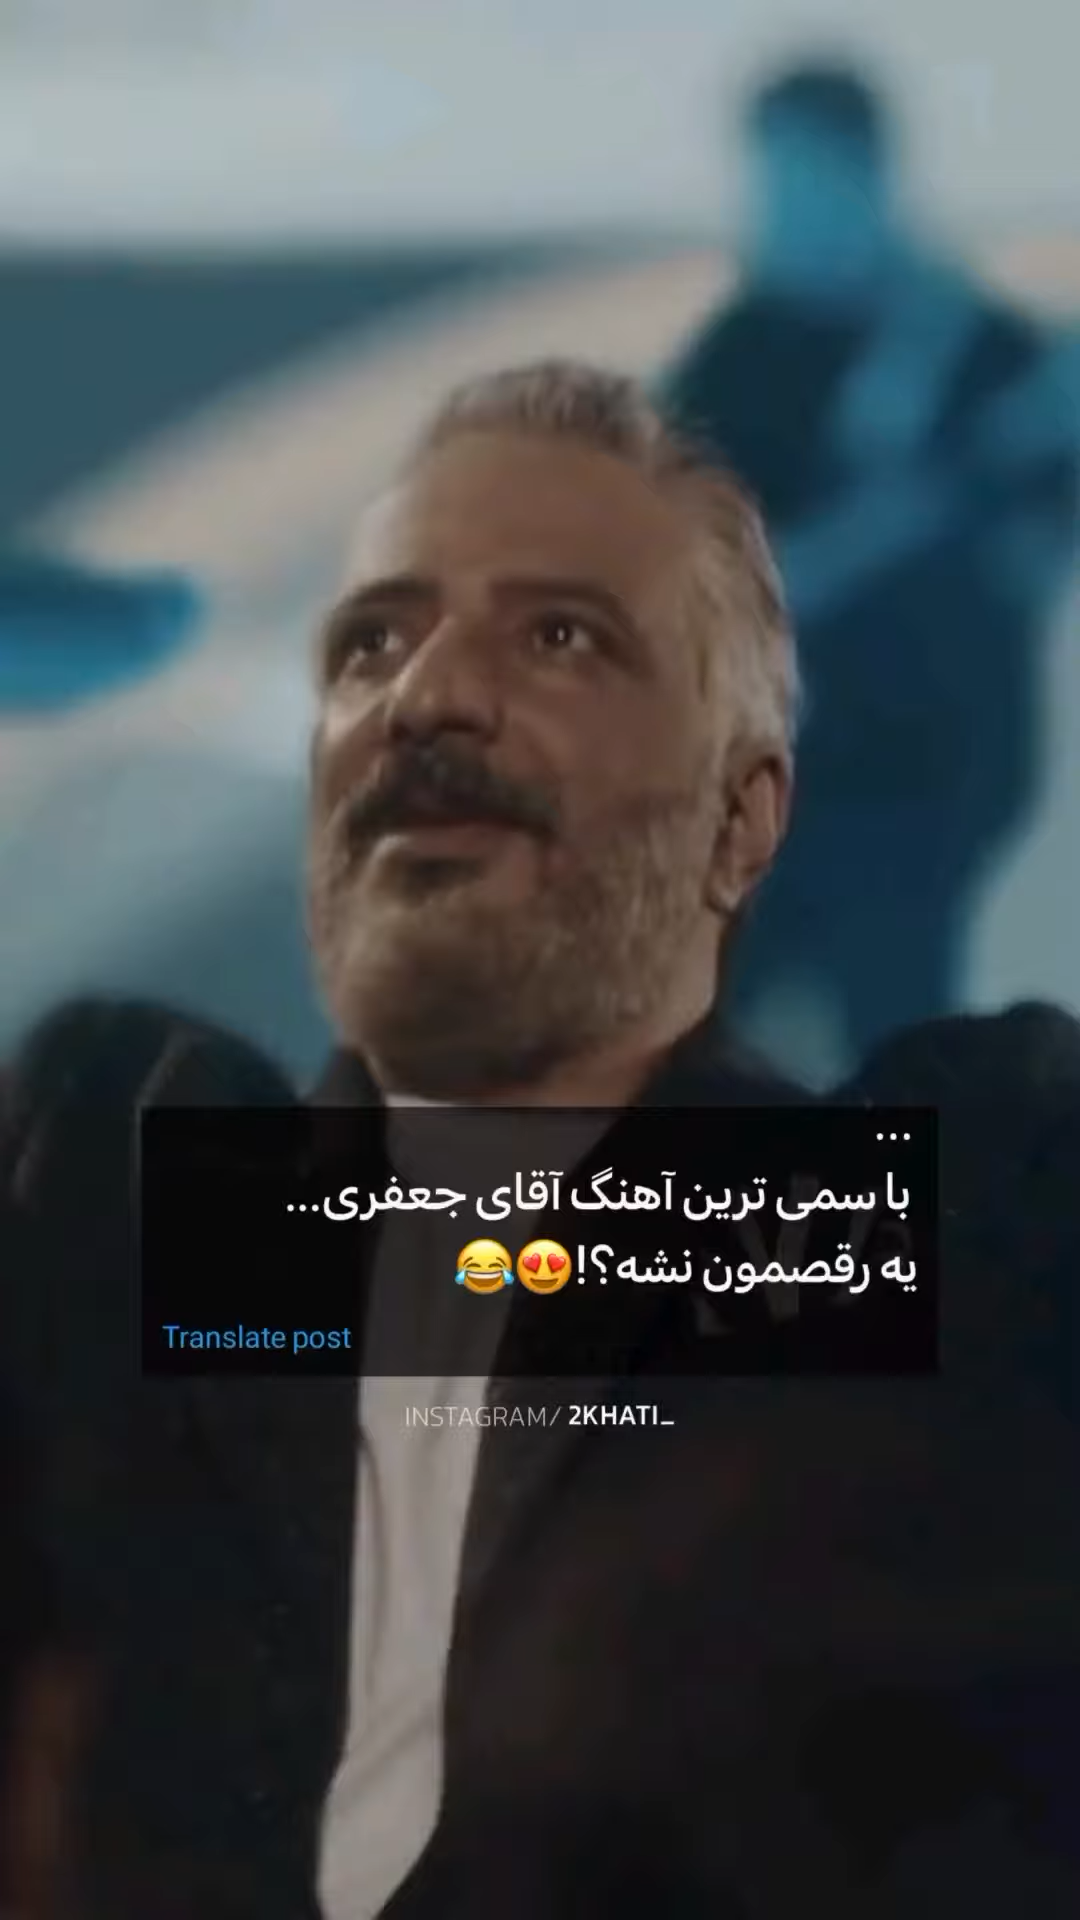 ...
با سمی ترین آهنگ آقای جعفری...
یه رقصمون نشه؟!😍😂
Translate post
INSTAGRAM/ 2KHATI_